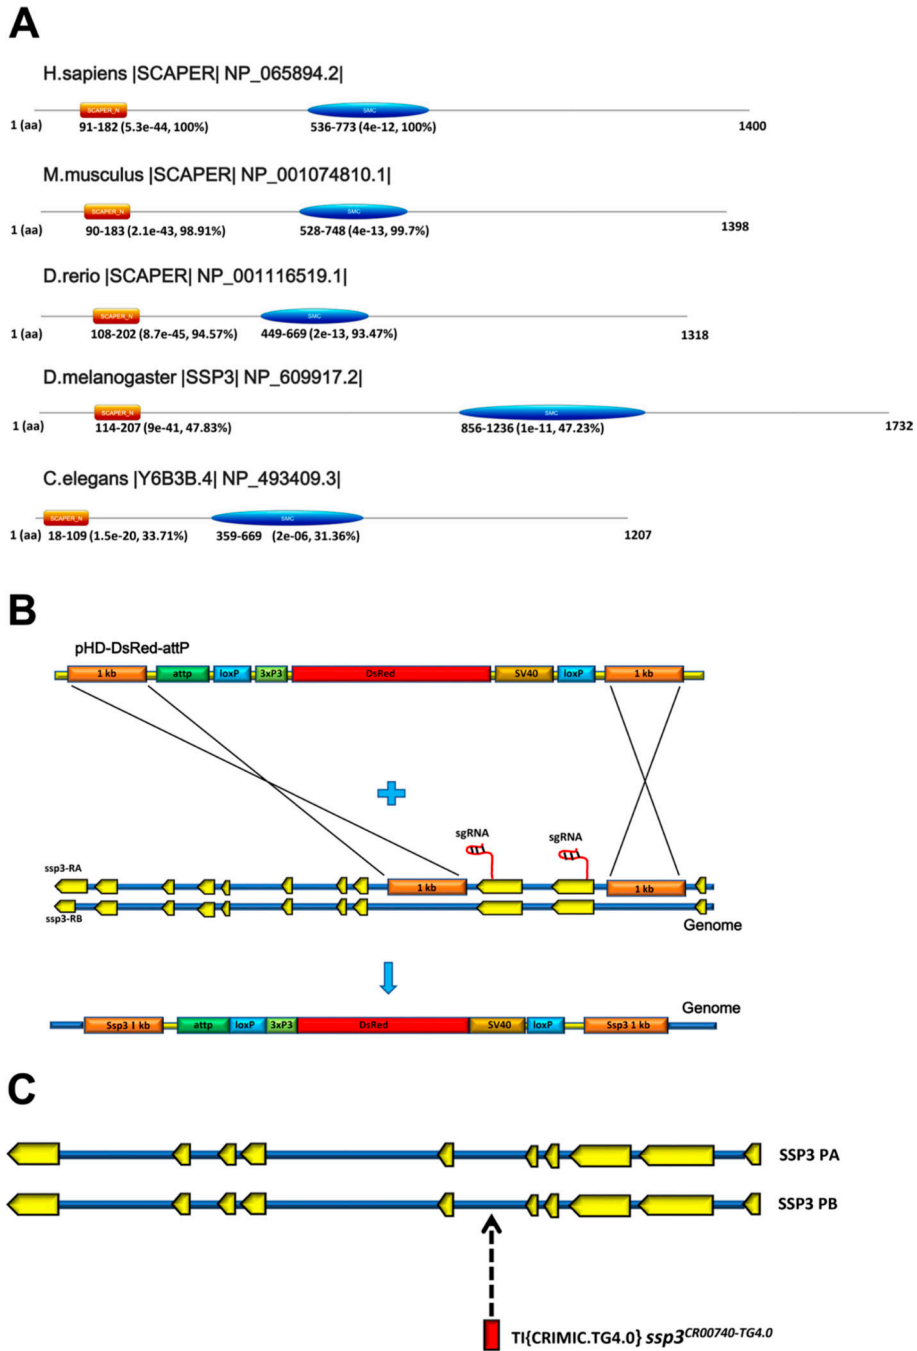 A
H.sapiens |SCAPER| NP_065894.2|
SCAPER_N SMC
1 (aa) 91-182 (5.3e-44, 100%) 536-773 (4e-12, 100%) 1400
M.musculus |SCAPER| NP_001074810.1|
SCAPER_N SMC
1 (aa) 90-183 (2.1e-43, 98.91%) 528-748 (4e-13, 99.7%) 1398
D.rerio |SCAPER| NP_001116519.1|
SCAPER_N SMC
1 (aa) 108-202 (8.7e-45, 94.57%) 449-669 (2e-13, 93.47%) 1318
D.melanogaster |SSP3| NP_609917.2|
SCAPER_N SMC
1 (aa) 114-207 (9e-41, 47.83%) 856-1236 (1e-11, 47.23%) 1732
C.elegans |Y6B3B.4| NP_493409.3|
SCAPER_N SMC
1 (aa) 18-109 (1.5e-20, 33.71%) 359-669 (2e-06, 31.36%) 1207
B
pHD-DsRed-attP
1 kb attp loxP 3xP3 DsRed SV40 loxP 1 kb
sgRNA sgRNA
ssp3-RA
1 kb 1 kb
ssp3-RB
Genome
Genome
Ssp3 l kb attp loxP 3xP3 DsRed SV40 loxP Ssp3 1 kb
C
SSP3 PA
SSP3 PB
TI{CRIMIC.TG4.0} ssp3CR00740-TG4.0